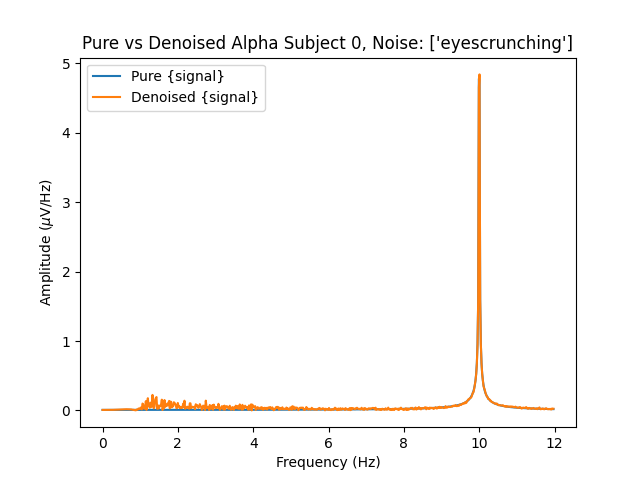 Pure vs Denoised Alpha Subject 0, Noise: ['eyescrunching']
Pure {signal}
Denoised {signal}
Amplitude (μV/Hz)
5
4
3
2
1
0
0 2 4 6 8 10 12
Frequency (Hz)